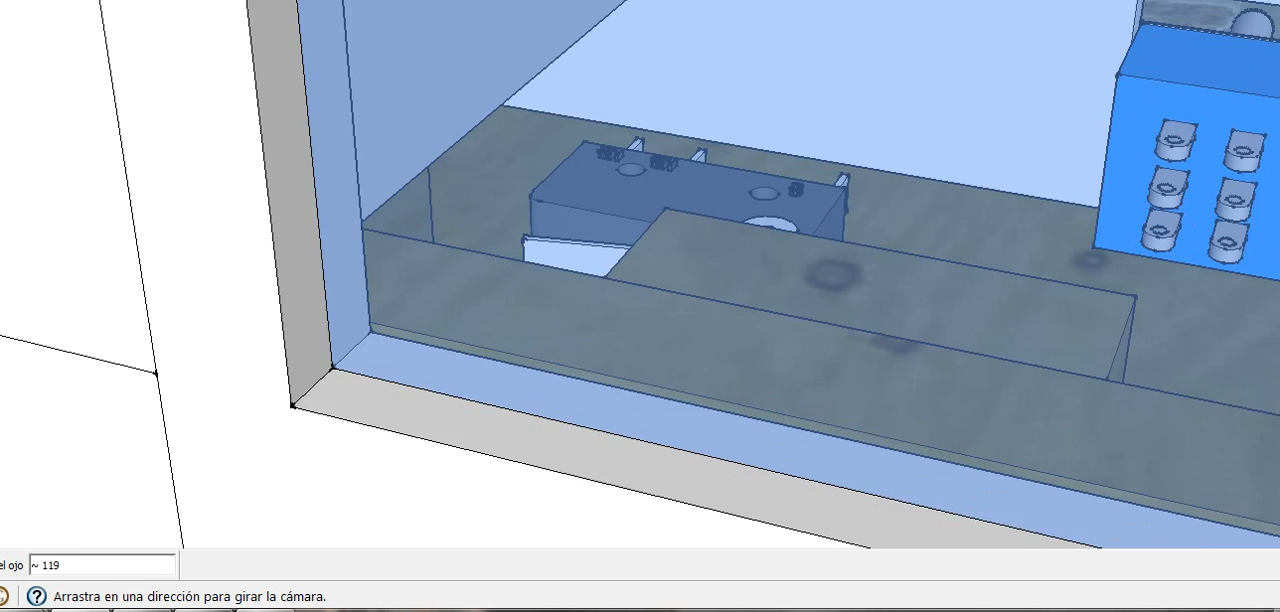 el ojo ~ 119
Arrastra en una dirección para girar la cámara.